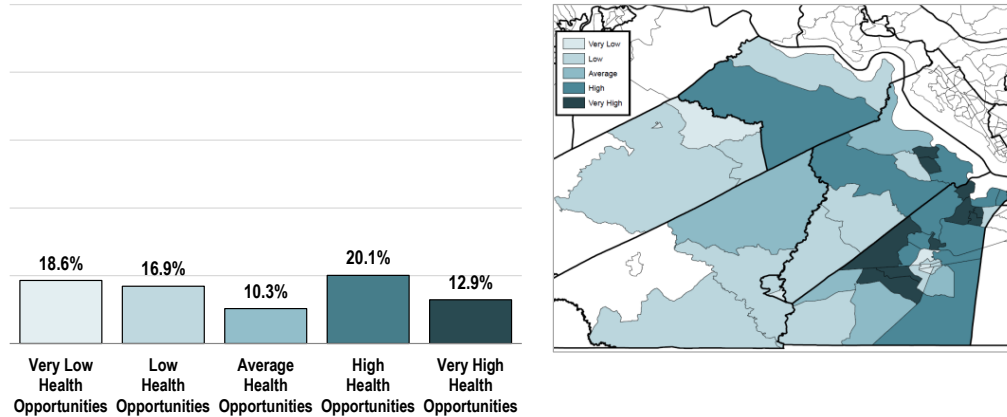 18.6%
16.9%
10.3%
20.1%
12.9%
Very Low
Health
Opportunities
Low
Health
Opportunities
Average
Health
Opportunities
High
Health
Opportunities
Very High
Health
Opportunities
Very Low
Low
Average
High
Very High